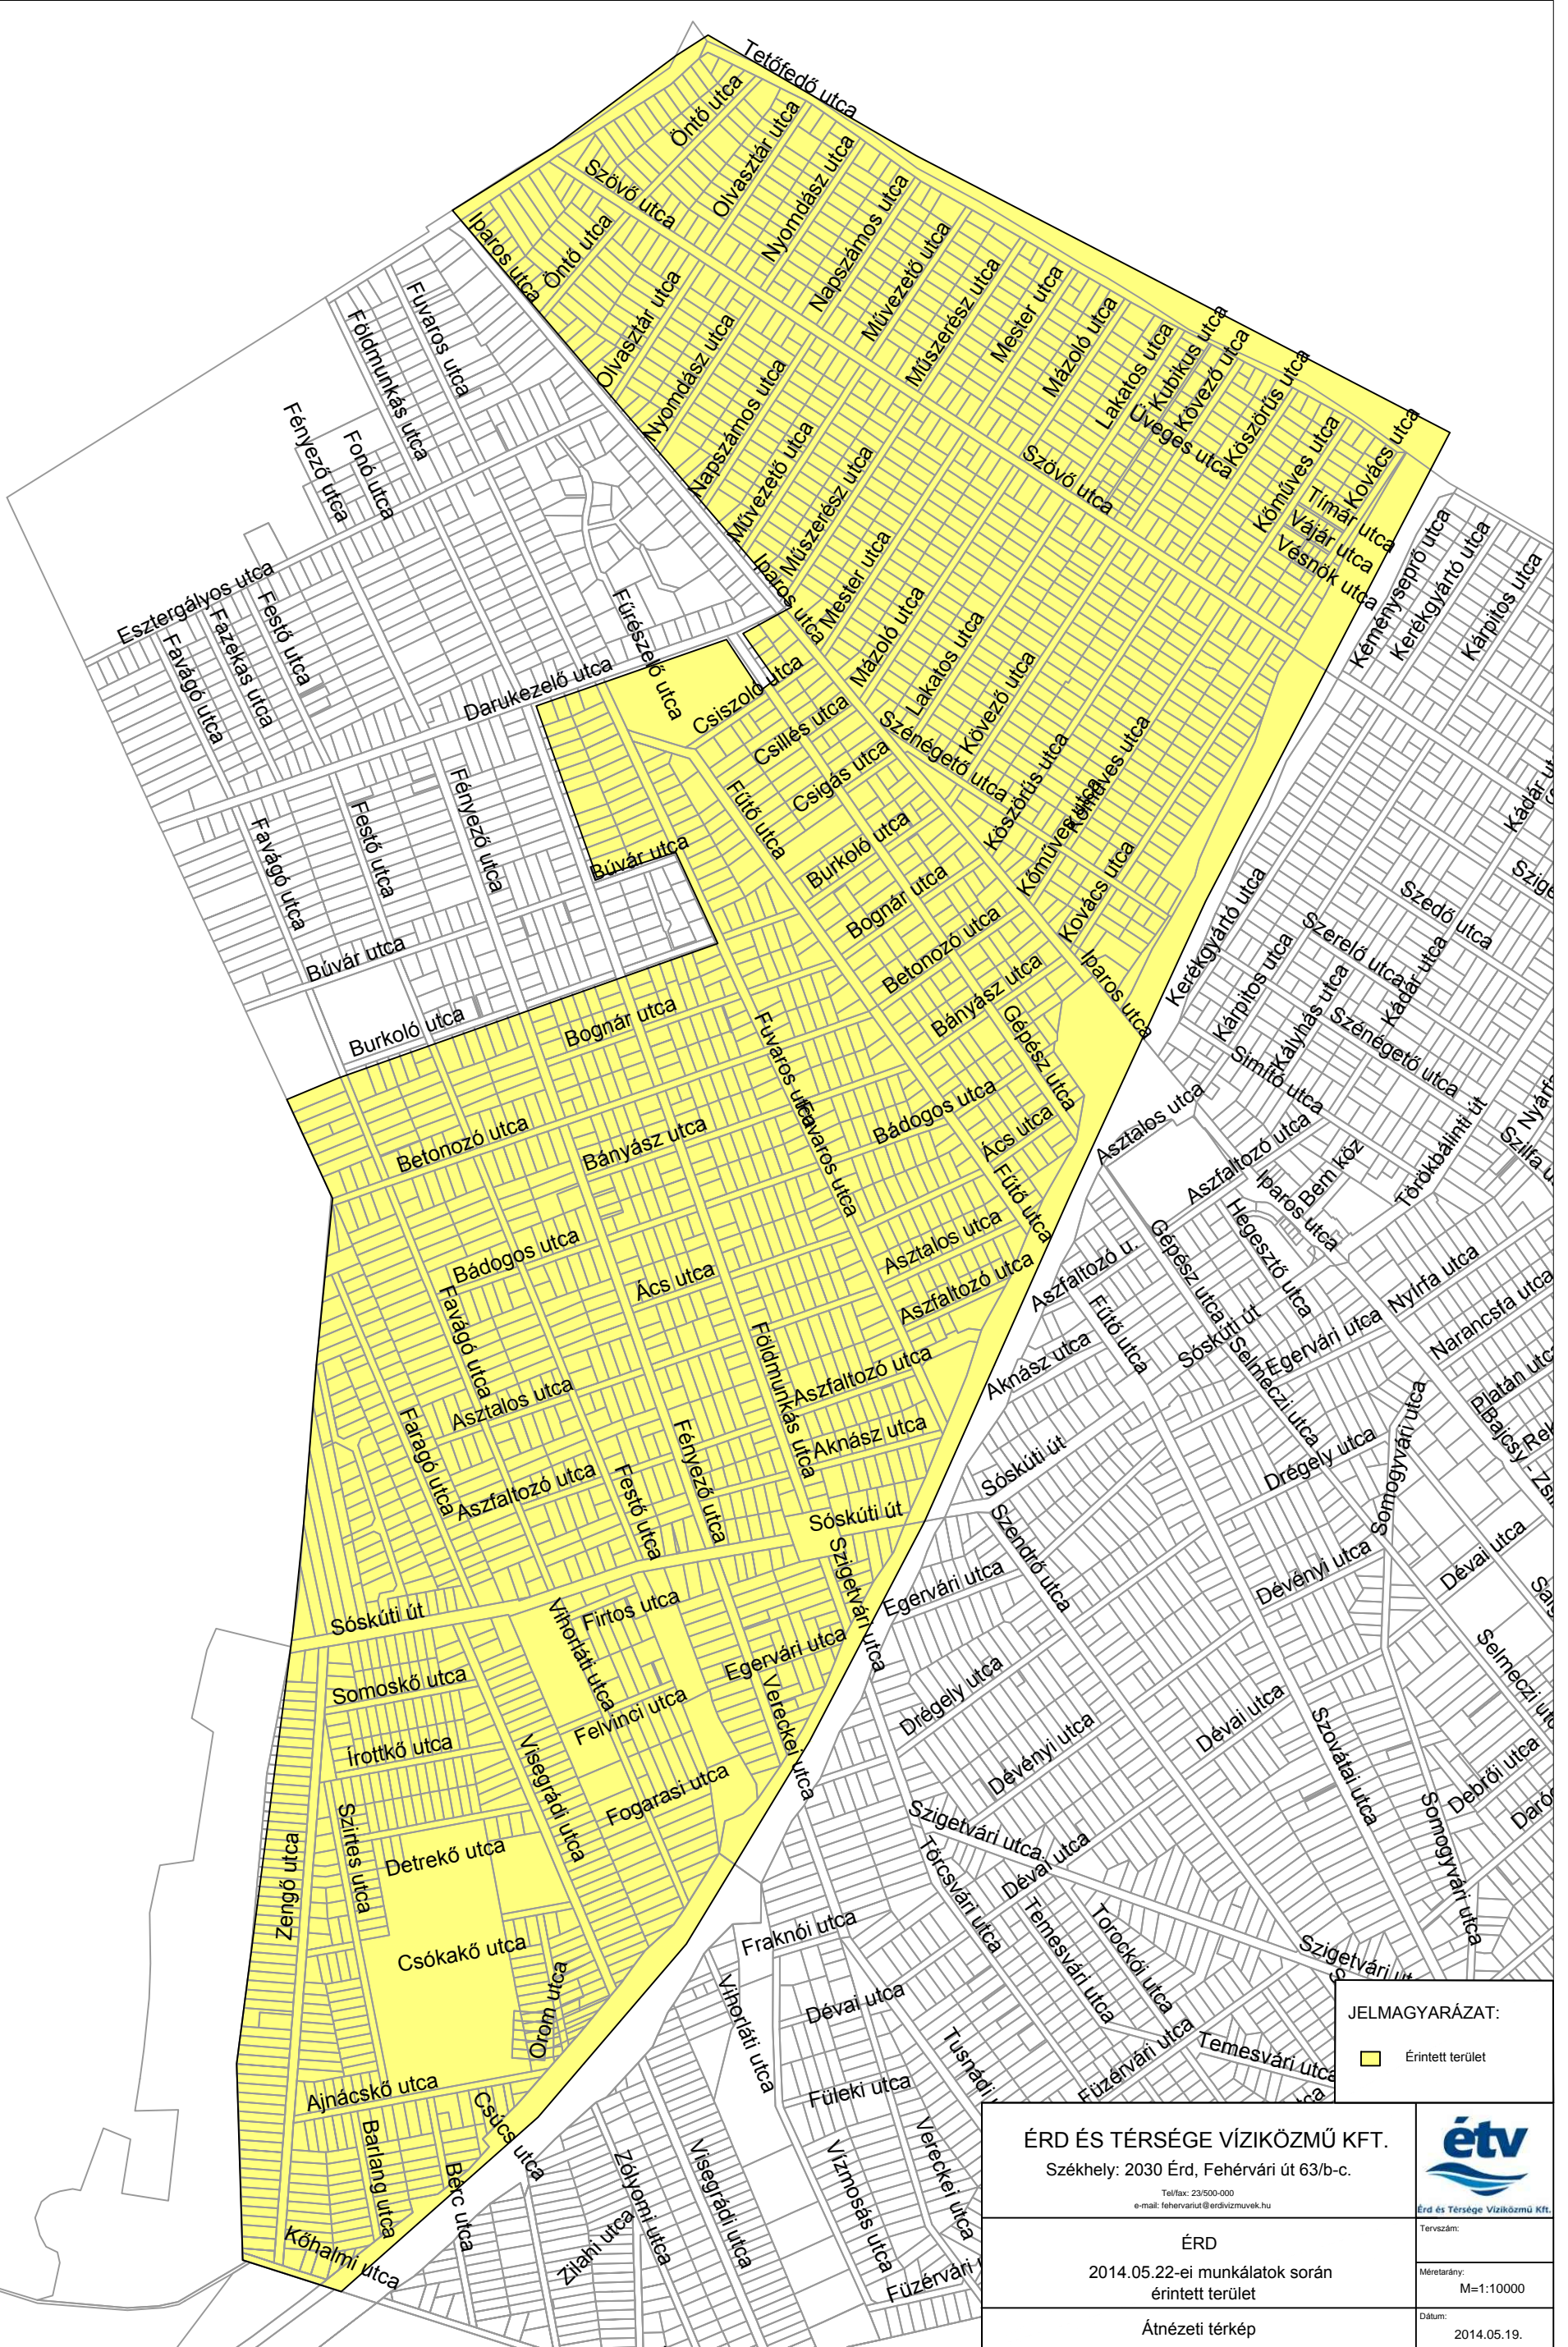 Tetőfedő utca
Öntő utca
Olvasztár utca
Szövő utca
Nyomdász utca
Napszámos utca
Iparos utca
Öntő utca
Művezető utca
Műszerész utca
Mester utca
Mázoló utca
Lakatos utca
Kubikus utca
Kövező utca
Üveges utca
Köszörűs utca
Kőműves utca
Kovács utca
Tímár utca
Vájár utca
Vésnök utca
Szövő utca
Fuvaros utca
Földmunkás utca
Olvasztár utca
Nyomdász utca
Napszámos utca
Művezető utca
Műszerész utca
Iparos utca
Mester utca
Mázoló utca
Lakatos utca
Kövező utca
Szénégető utca
Köszörűs utca
Kőműves utca
Kőműves utca
Kovács utca
Iparos utca
Fényező utca
Fonó utca
Esztergályos utca
Festő utca
Fazekas utca
Favágó utca
Darukezelő utca
Fűrészelő utca
Csiszoló utca
Csillés utca
Csigás utca
Fűtő utca
Burkoló utca
Bognár utca
Betonozó utca
Bányász utca
Gépész utca
Kéményseprő utca
Kerékgyártó utca
Kárpitos utca
Kádár ut
Szige
Szedő utca
Szerelő utca
Kádár utca
Kerékgyártó utca
Kárpitos utca
Kályhás utca
Szénégető utca
Simító utca
Nyárfa
Szilfa u
Törökbálinti út
Favágó utca
Festő utca
Fényező utca
Búvár utca
Búvár utca
Burkoló utca
Bognár utca
Fuvaros utca
Fuvaros utca
Betonozó utca
Bányász utca
Bádogos utca
Ács utca
Fűtő utca
Asztalos utca
Aszfaltozó utca
Iparos utca
Bem köz
Hegesztő utca
Gépész utca
Aszfaltozó u.
Fűtő utca
Aknász utca
Sóskúti út
Selmeczi utca
Egervári utca
Nyírfa utca
Narancsfa utca
Platán utca
Rek
Bajcsy - Zsil
Bádogos utca
Ács utca
Asztalos utca
Aszfaltozó utca
Favágó utca
Földmunkás utca
Aszfaltozó utca
Asztalos utca
Faragó utca
Aszfaltozó utca
Aknász utca
Fényező utca
Festő utca
Sóskúti út
Sóskúti út
Szendrő utca
Drégely utca
Somogyvári utca
Dévényi utca
Dévai utca
Selmeczi utc
Szigetvári utca
Egervári utca
Sóskúti út
Vihorláti utca
Firtos utca
Egervári utca
Somoskő utca
Felvinci utca
Vereckei utca
Drégely utca
Dévényi utca
Dévai utca
Szovátai utca
Debrői utca
Somogyvári utca
Írottkő utca
Visegrádi utca
Fogarasi utca
Szirtes utca
Detrekő utca
Zengő utca
Csókakő utca
Orom utca
Szigetvári utca
Törcsvári utca
Dévai utca
Temesvári utca
Torockói utca
Szigetvári ut
Fraknói utca
Vihorláti utca
Dévai utca
Tusnádi
Füzérvári utca
Temesvári utca
Ajnácskő utca
Csúcs utca
Barlang utca
Bérc utca
Kőhalmi utca
Zólyomi utca
Zilahi utca
Visegrádi utca
Füleki utca
Vízmosás utca
Vereckei utca
Füzérvári
JELMAGYARÁZAT:
Érintett terület
ÉRD ÉS TÉRSÉGE VÍZIKÖZMŰ KFT.
Székhely: 2030 Érd, Fehérvári út 63/b-c.
Tel/fax: 23/500-000
e-mail: fehervariut@erdivizmuvek.hu
étv
Érd és Térsége Víziközmű Kft.
ÉRD
2014.05.22-ei munkálatok során
érintett terület
Átnézeti térkép
Tervszám:
Méretarány:
M=1:10000
Dátum:
2014.05.19.